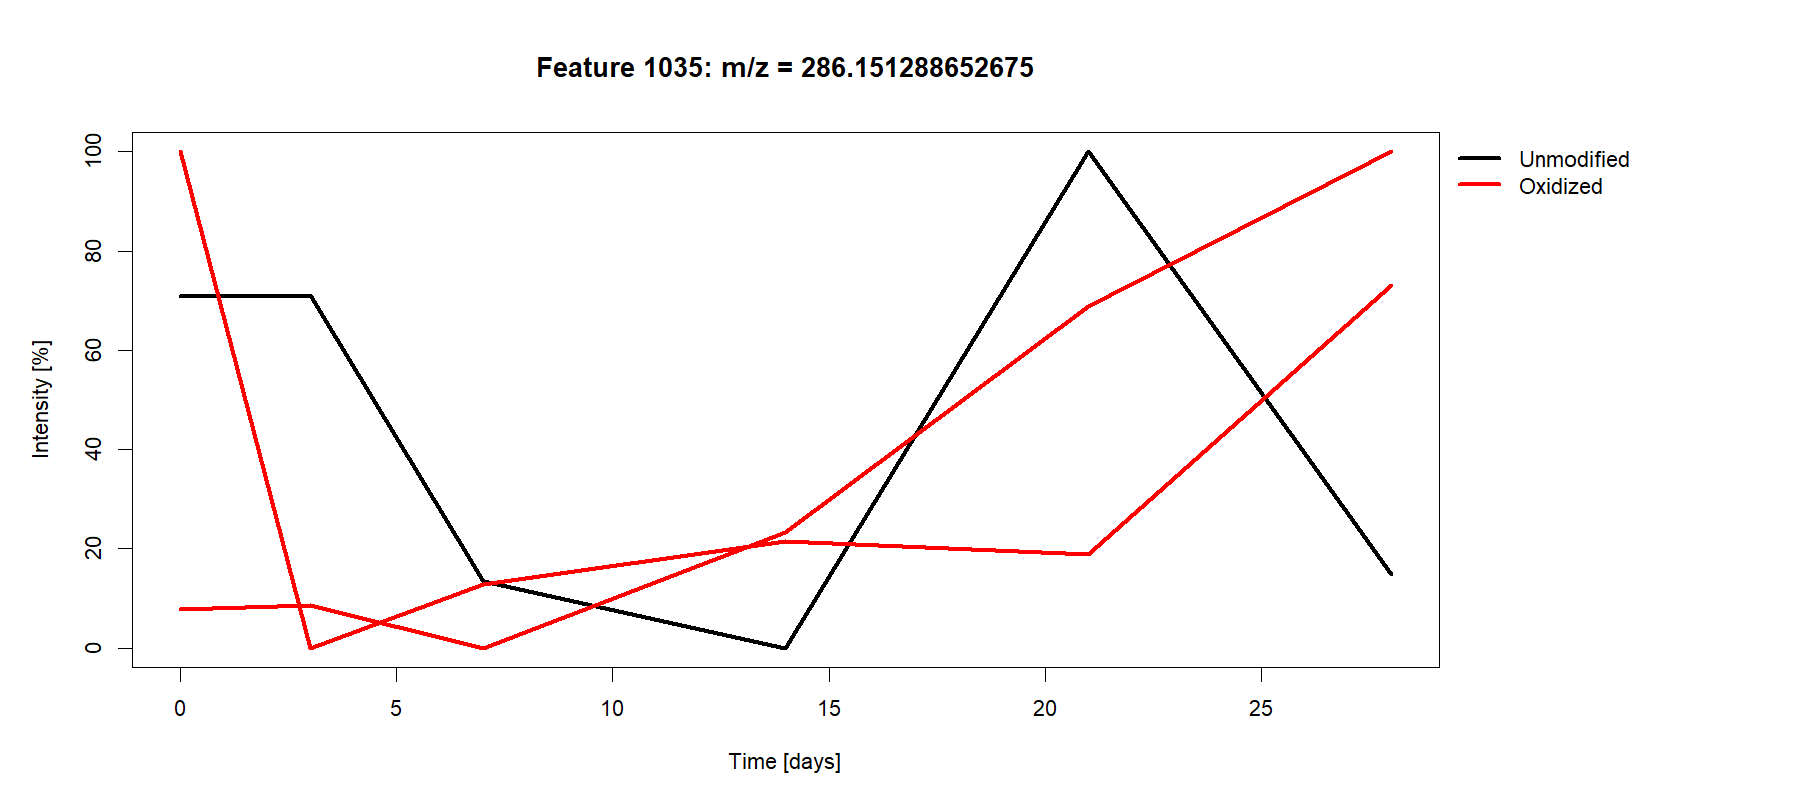 Feature 1035: m/z = 286.151288652675
Unmodified
Oxidized
Intensity [%]
100
80
60
40
20
0
0 5 10 15 20 25
Time [days]